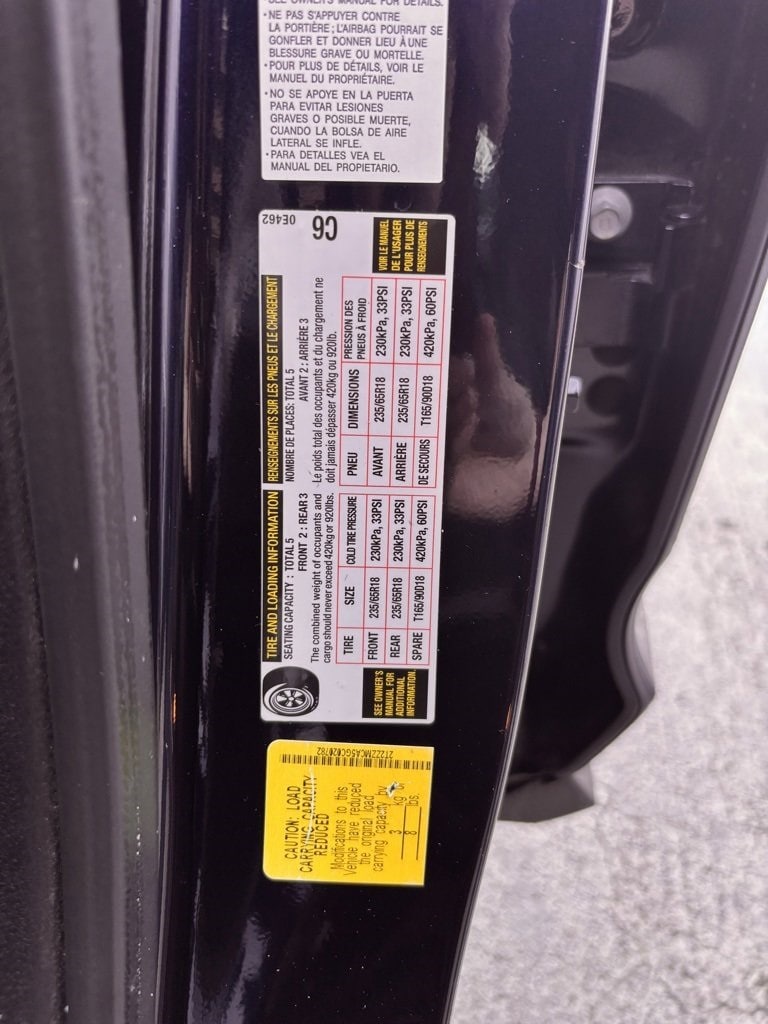 SEE OWNER'S MANUAL FOR DETAILS.
• NE PAS S'APPUYER CONTRE
LA PORTIÈRE; L'AIRBAG POURRAIT SE
GONFLER ET DONNER LIEU À UNE
BLESSURE GRAVE OU MORTELLE.
• POUR PLUS DE DÉTAILS, VOIR LE
MANUEL DU PROPRIÉTAIRE.
• NO SE APOYE EN LA PUERTA
PARA EVITAR LESIONES
GRAVES O POSIBLE MUERTE,
CUANDO LA BOLSA DE AIRE
LATERAL SE INFLE.
• PARA DETALLES VEA EL
MANUAL DEL PROPIETARIO.
TIRE AND LOADING INFORMATION
SEATING CAPACITY : TOTAL 5
FRONT 2 : REAR 3
The combined weight of occupants and
cargo should never exceed 420kg or 920lbs.
TIRE SIZE COLD TIRE PRESSURE
FRONT 235/65R18 230kPa, 33PSI
REAR 235/65R18 230kPa, 33PSI
SPARE T165/90D18 420kPa, 60PSI
SEE OWNER'S
MANUAL FOR
ADDITIONAL
INFORMATION.
RENSEIGNEMENTS SUR LES PNEUS ET LE CHARGEMENT
NOMBRE DE PLACES: TOTAL 5
AVANT 2 : ARRIÈRE 3
Le poids total des occupants et du chargement ne
doit jamais dépasser 420kg ou 920lb.
PNEU DIMENSIONS PRESSION DES
PNEUS À FROID
AVANT 235/65R18 230kPa, 33PSI
ARRIÈRE 235/65R18 230kPa, 33PSI
DE SECOURS T165/90D18 420kPa, 60PSI
VOIR LE MANUEL
DE L'USAGER
POUR PLUS DE
RENSEIGNEMENTS
0E462
C6
2T2ZZMCA5GC020782
CAUTION: LOAD
CARRYING CAPACITY
REDUCED
Modifications to this
Vehicle have reduced
the original load
carrying capacity by
3 kg or
8 lbs.